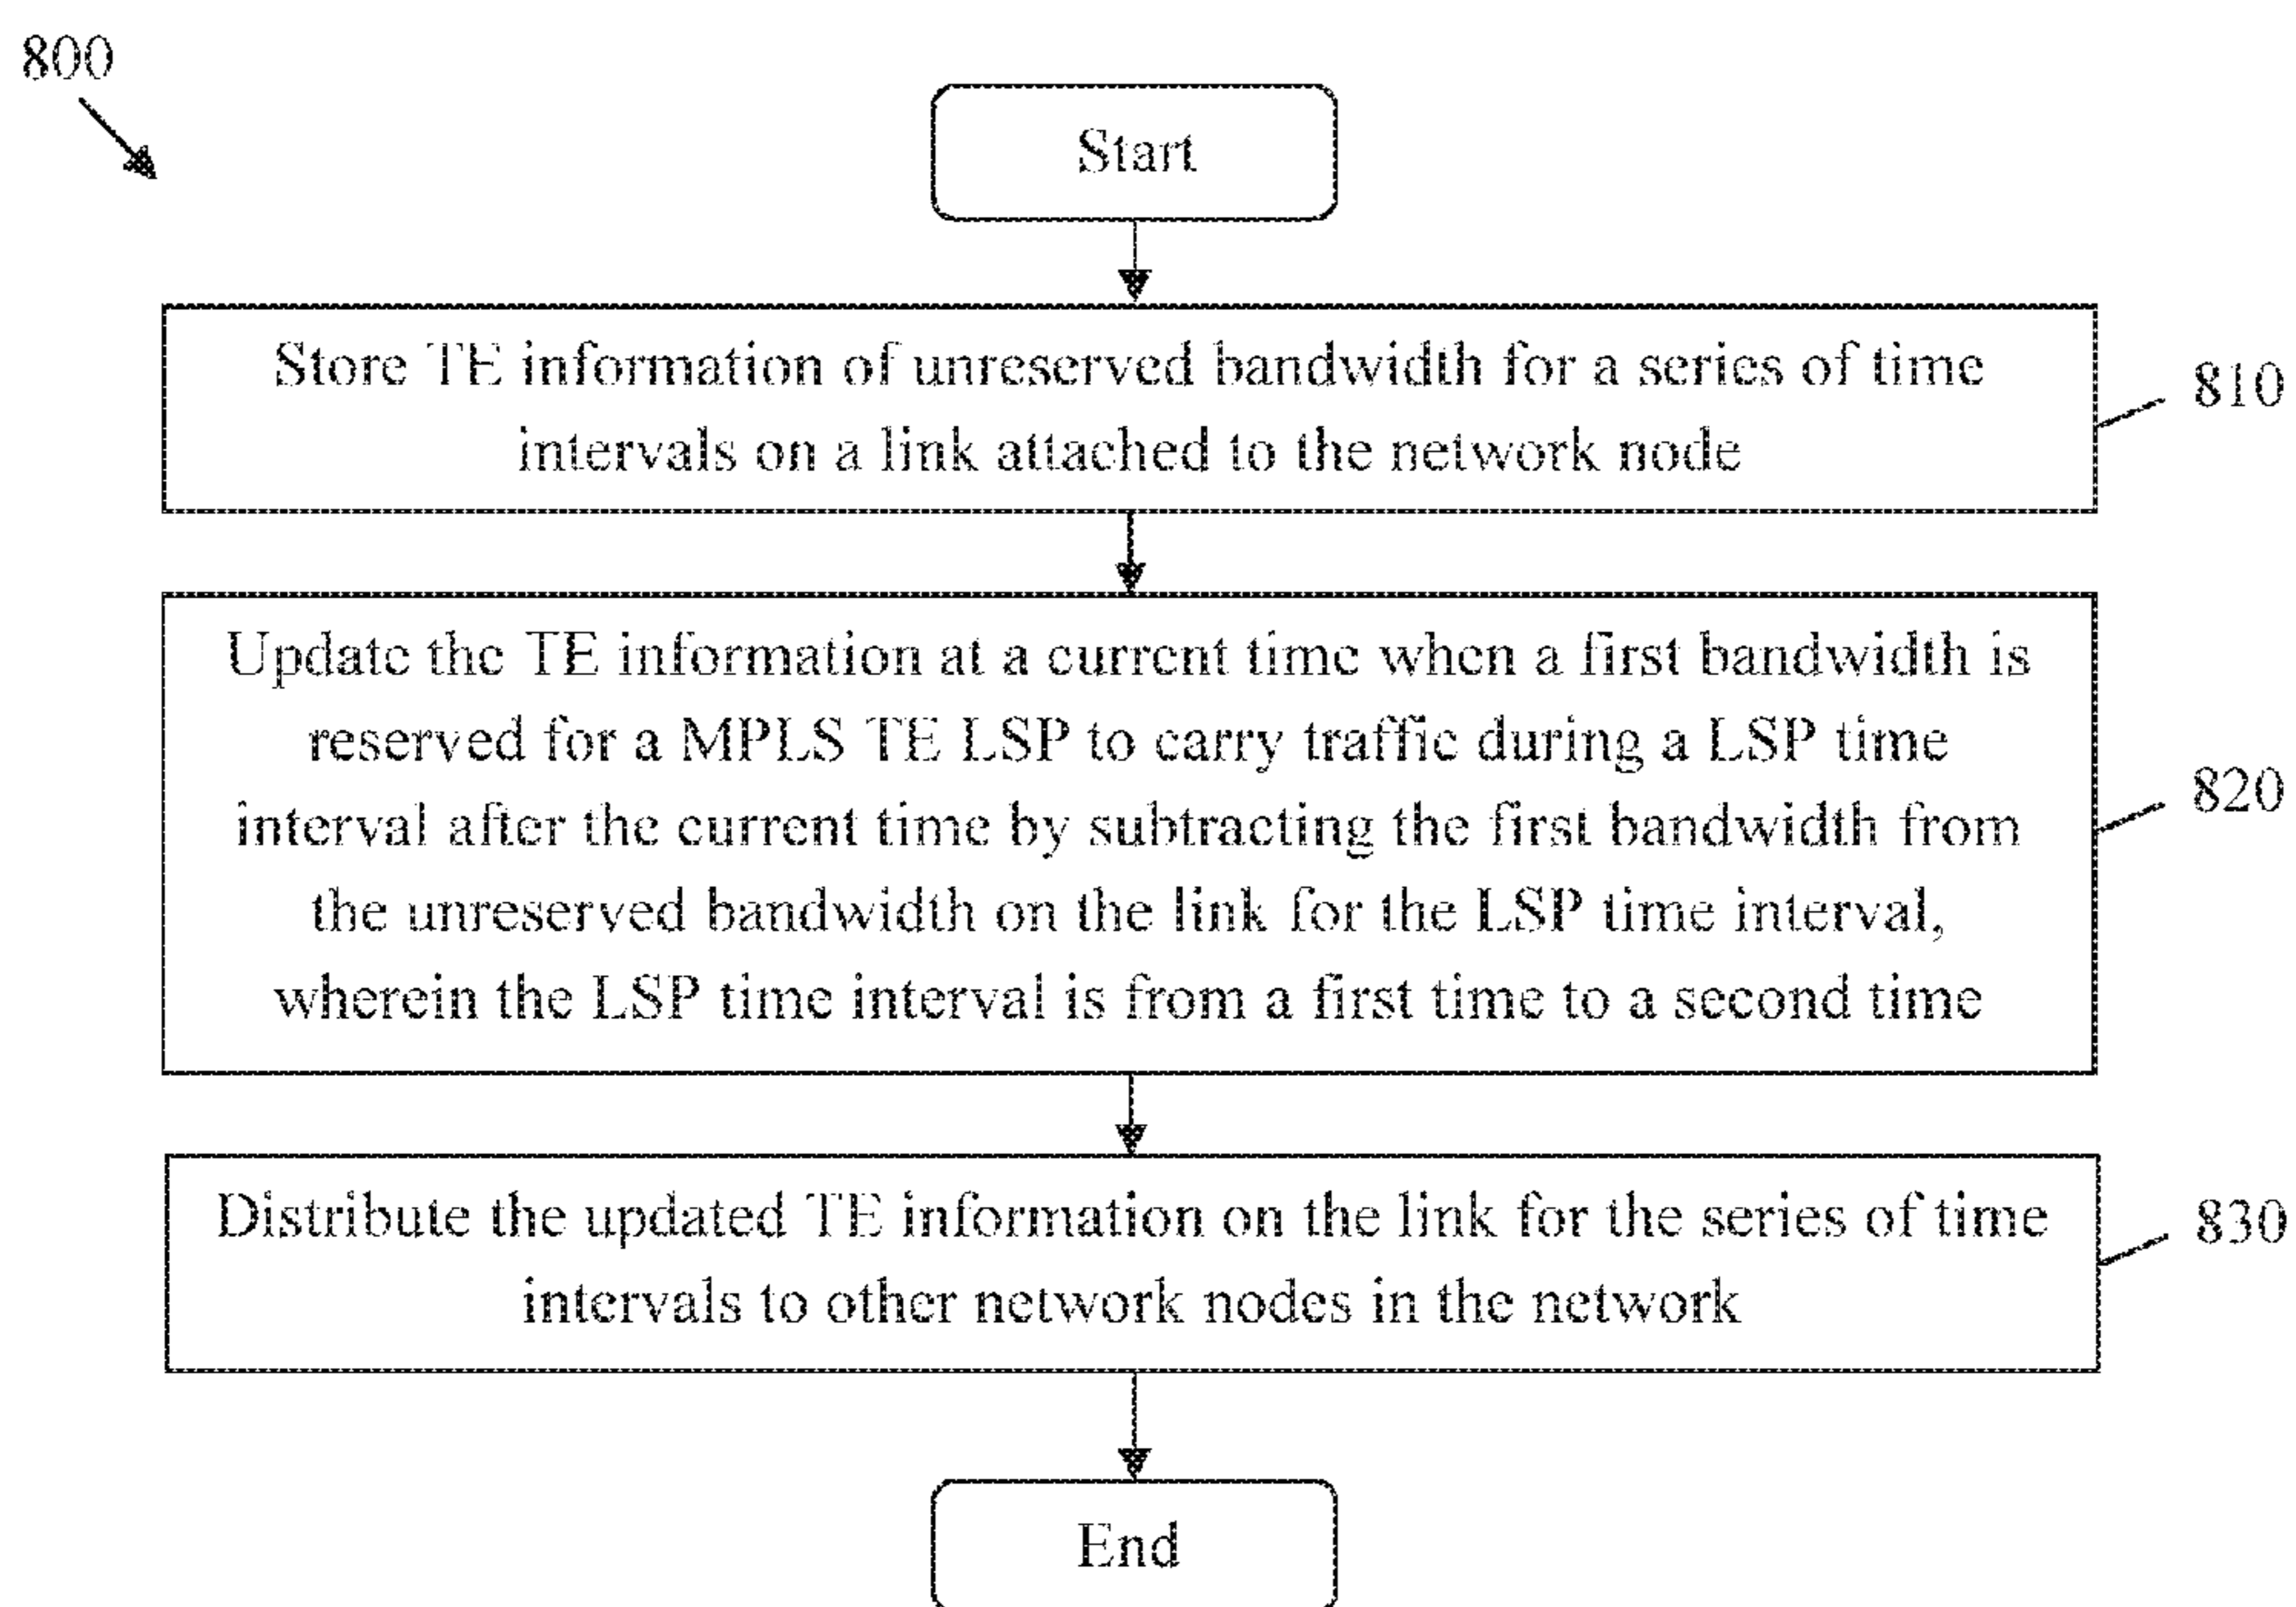 800
Start
Store TE information of unreserved bandwidth for a series of time
intervals on a link attached to the network node
810
Update the TE information at a current time when a first bandwidth is
reserved for a MPLS TE LSP to carry traffic during a LSP time
interval after the current time by subtracting the first bandwidth from
the unreserved bandwidth on the link for the LSP time interval,
wherein the LSP time interval is from a first time to a second time
820
Distribute the updated TE information on the link for the series of time
intervals to other network nodes in the network
830
End